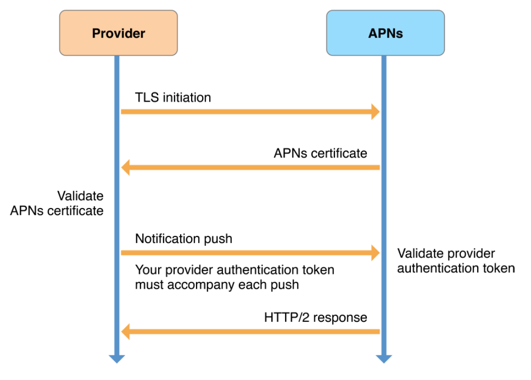 Provider
APNs
TLS initiation
APNs certificate
Validate
APNs certificate
Notification push
Your provider authentication token
must accompany each push
Validate provider
authentication token
HTTP/2 response